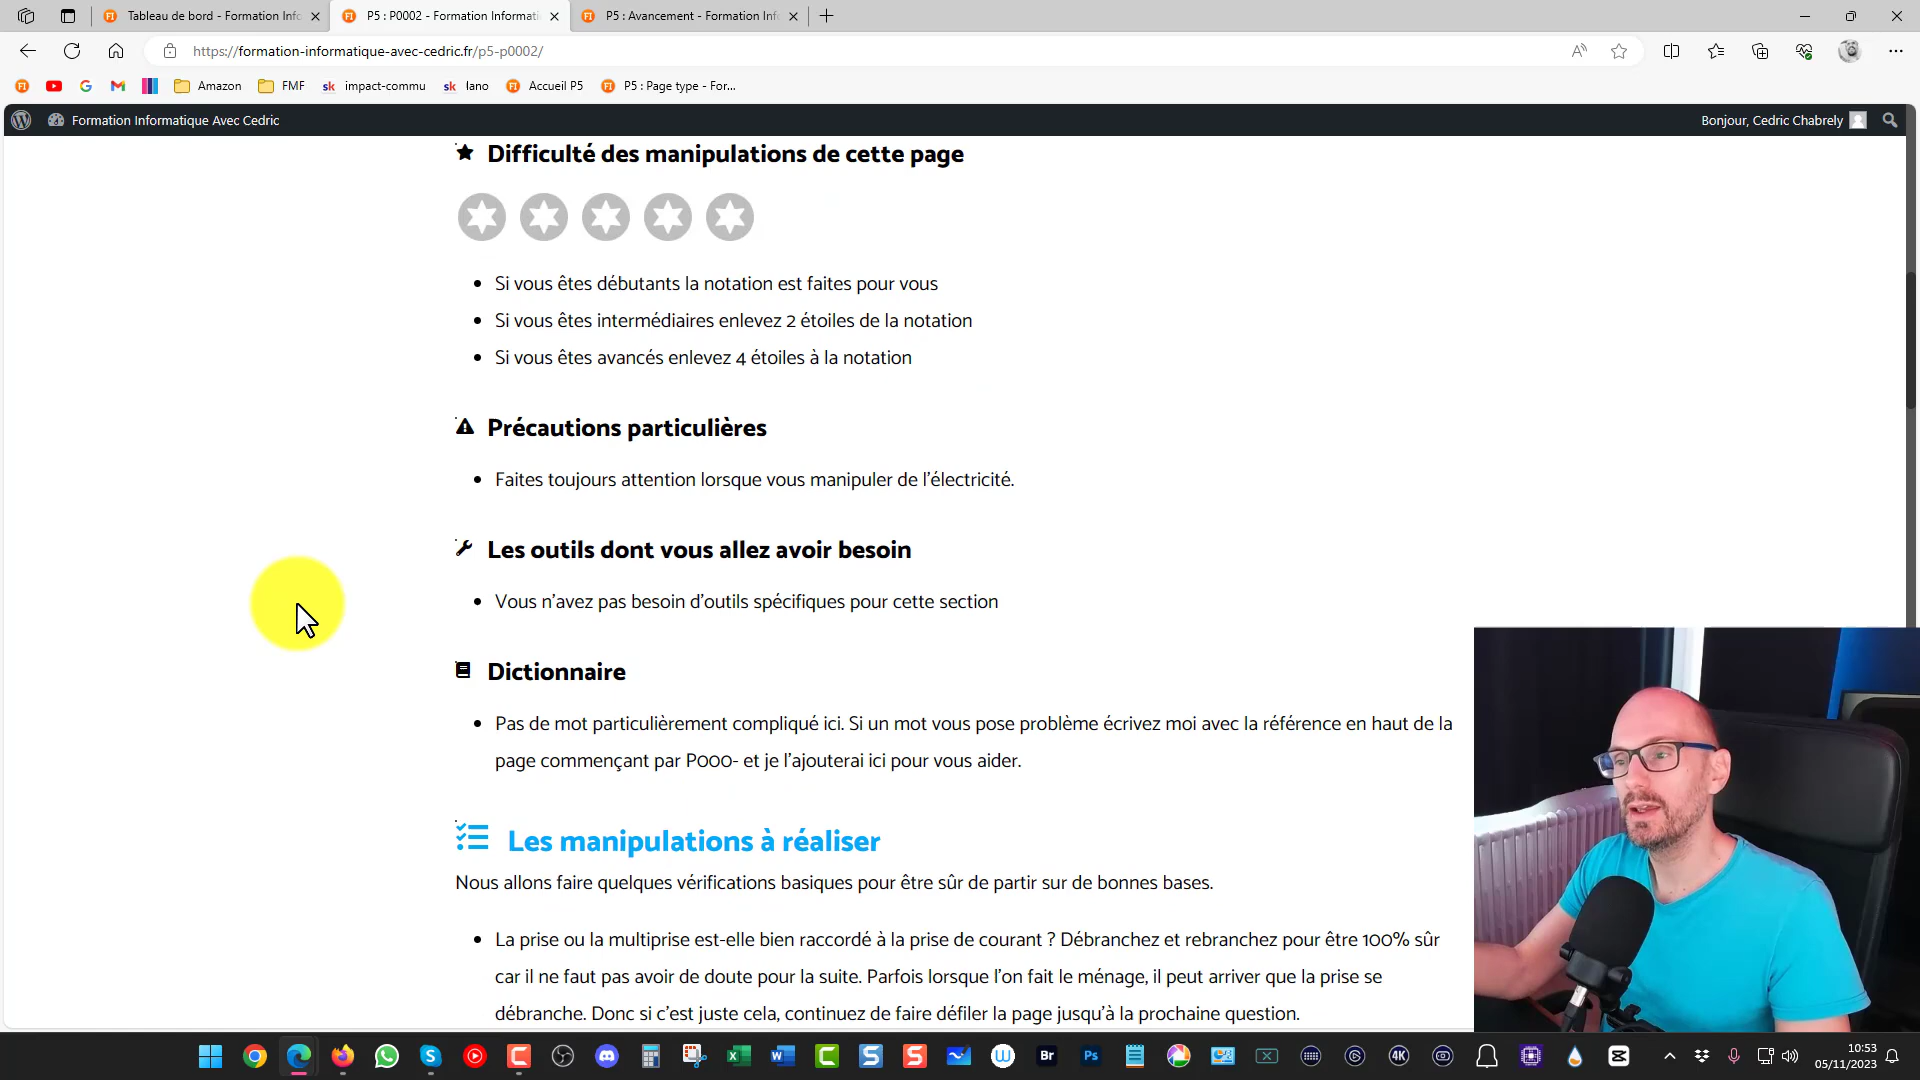 Tableau de bord - Formation Info
P5 : P0002 - Formation Informati
P5 : Avancement - Formation Inf
https://formation-informatique-avec-cedric.fr/p5-p0002/
Amazon
FMF
sk impact-commu
sk lano
Accueil P5
P5 : Page type - For...
Formation Informatique Avec Cedric
Bonjour, Cedric Chabrely
Difficulté des manipulations de cette page
Si vous êtes débutants la notation est faites pour vous
Si vous êtes intermédiaires enlevez 2 étoiles de la notation
Si vous êtes avancés enlevez 4 étoiles à la notation
Précautions particulières
Faites toujours attention lorsque vous manipuler de l'électricité.
Les outils dont vous allez avoir besoin
Vous n'avez pas besoin d'outils spécifiques pour cette section
Dictionnaire
Pas de mot particulièrement compliqué ici. Si un mot vous pose problème écrivez moi avec la référence en haut de la
page commençant par P000- et je l'ajouterai ici pour vous aider.
Les manipulations à réaliser
Nous allons faire quelques vérifications basiques pour être sûr de partir sur de bonnes bases.
La prise ou la multiprise est-elle bien raccordé à la prise de courant ? Débranchez et rebranchez pour être 100% sûr
car il ne faut pas avoir de doute pour la suite. Parfois lorsque l'on fait le ménage, il peut arriver que la prise se
débranche. Donc si c'est juste cela, continuez de faire défiler la page jusqu'à la prochaine question.
Br
Ps
4K
10:53
05/11/2023